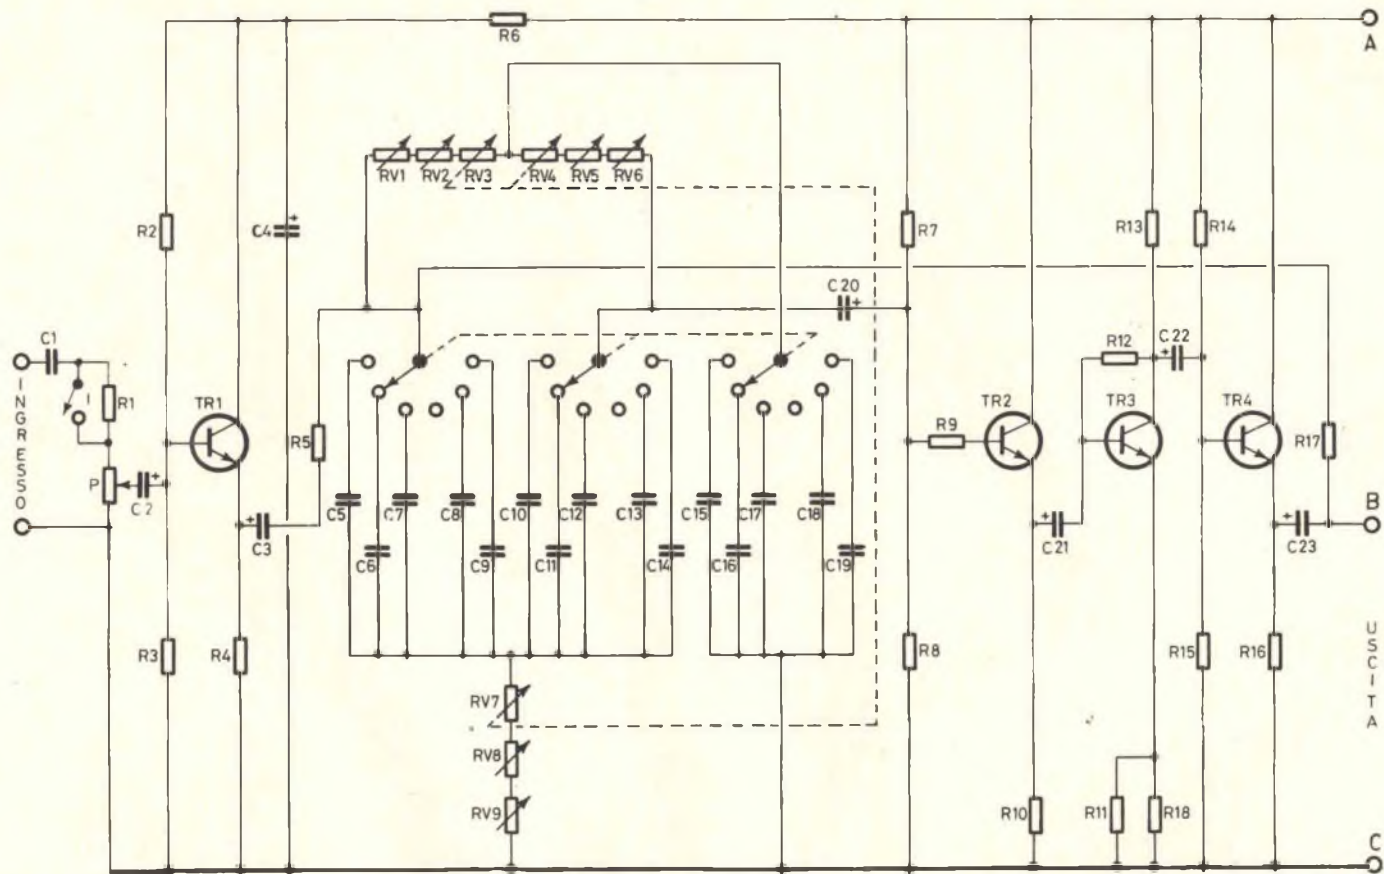 R6
A
RV1 RV2 RV3 RV4 RV5 RV6
R2 C4 + R7 R13 R14
C20
+
C1
INGRESSO
I
R1
TR1
R5
P
C2
+
+
C3
C5 C7 C8 C10 C12 C13 C15 C17 C18
C6 C9 C11 C14 C16 C19
R12
C22
+
TR2 TR3 TR4
R9
R17
B
+
C21
+
C23
R3 R4 R8 R15 R16
USCITA
RV7
RV8
RV9
R10 R11 R18
C